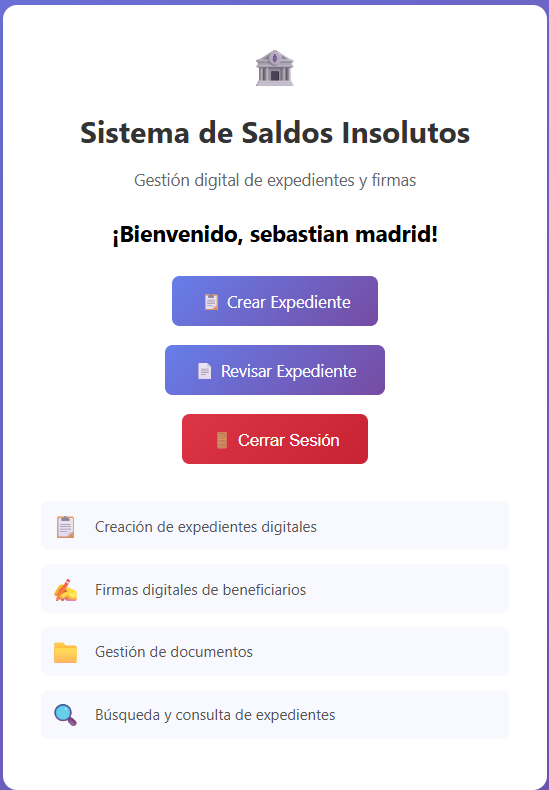 Sistema de Saldos Insolutos
Gestión digital de expedientes y firmas
¡Bienvenido, sebastian madrid!
Crear Expediente
Revisar Expediente
Cerrar Sesión
Creación de expedientes digitales
Firmas digitales de beneficiarios
Gestión de documentos
Búsqueda y consulta de expedientes